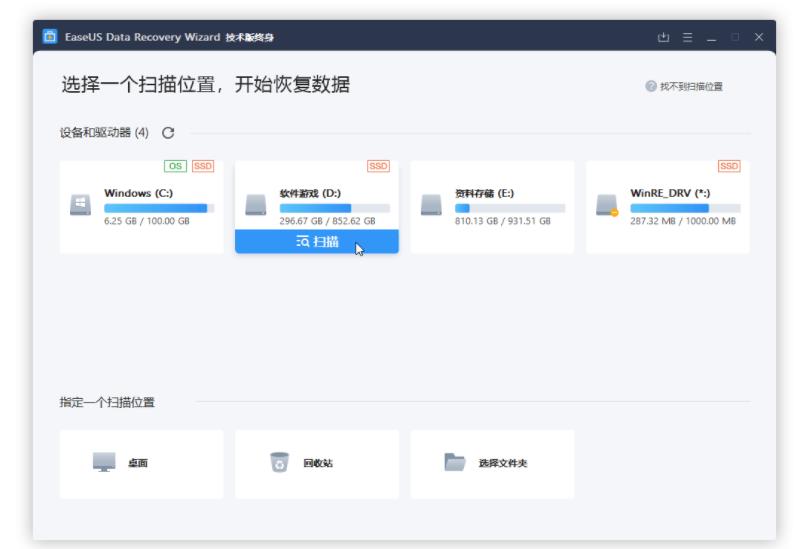 EaseUS Data Recovery Wizard 技术版终身
选择一个扫描位置，开始恢复数据
找不到扫描位置
设备和驱动器 (4)
OS SSD
Windows (C:)
6.25 GB / 100.00 GB
SSD
软件游戏 (D:)
296.67 GB / 852.62 GB
扫描
资料存储 (E:)
810.13 GB / 931.51 GB
SSD
WinRE_DRV (*:)
287.32 MB / 1000.00 MB
指定一个扫描位置
桌面
回收站
选择文件夹